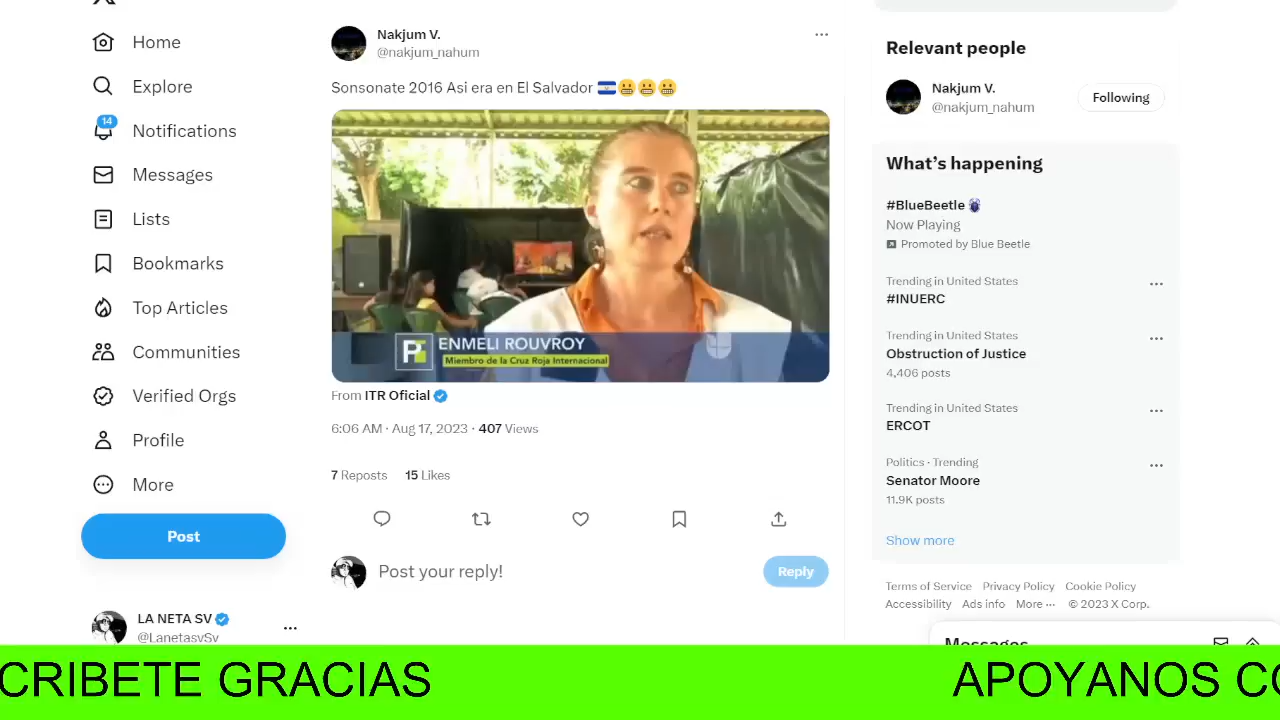 Home
Explore
14
Notifications
Messages
Lists
Bookmarks
Top Articles
Communities
Verified Orgs
Profile
More
Post
LA NETA SV
@LanetasvSv
Nakjum V.
@nakjum_nahum
Sonsonate 2016 Asi era en El Salvador 🇸🇻😬😬😬
ENMELI ROUVROY
Miembro de la Cruz Roja Internacional
From ITR Oficial
6:06 AM · Aug 17, 2023 · 407 Views
7 Reposts 15 Likes
Post your reply!
Reply
Relevant people
Nakjum V.
@nakjum_nahum
Following
What's happening
#BlueBeetle
Now Playing
Promoted by Blue Beetle
Trending in United States
#INUERC
Trending in United States
Obstruction of Justice
4,406 posts
Trending in United States
ERCOT
Politics · Trending
Senator Moore
11.9K posts
Show more
Terms of Service Privacy Policy Cookie Policy
Accessibility Ads info More ··· © 2023 X Corp.
Messages
CRIBETE GRACIAS APOYANOS CO